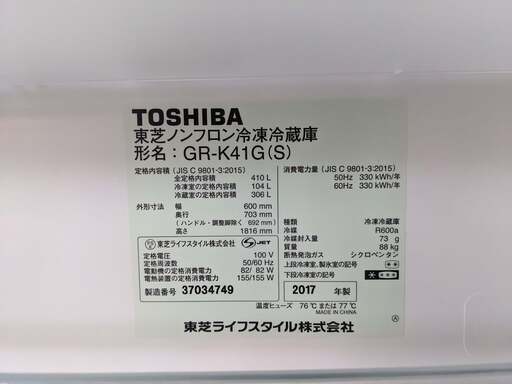 TOSHIBA
東芝ノンフロン冷凍冷蔵庫
形名：GR-K41G(S)
定格内容積 (JIS C 9801-3:2015)
全定格内容積 410 L
冷凍室の定格内容積 104 L
冷蔵室の定格内容積 306 L
外形寸法 幅 600 mm
奥行 703 mm
(ハンドル・調整脚除く 692 mm)
高さ 1816 mm
東芝ライフスタイル株式会社 S JET
定格電圧 100 V
定格周波数 50/60 Hz
電動機の定格消費電力 82/ 82 W
電熱装置の定格消費電力 155/155 W
製造番号 37034749
消費電力量 (JIS C 9801-3:2015)
50Hz 330 kWh/年
60Hz 330 kWh/年
種類 冷凍冷蔵庫
冷媒 R600a
冷媒封入量 73 g
質量 88 kg
断熱発泡ガス シクロペンタン
上段冷凍室、製氷室の記号
下段冷凍室の記号
2017 年製
温度ヒューズ 76℃ または 77℃
MADE IN CHINA
東芝ライフスタイル株式会社
A